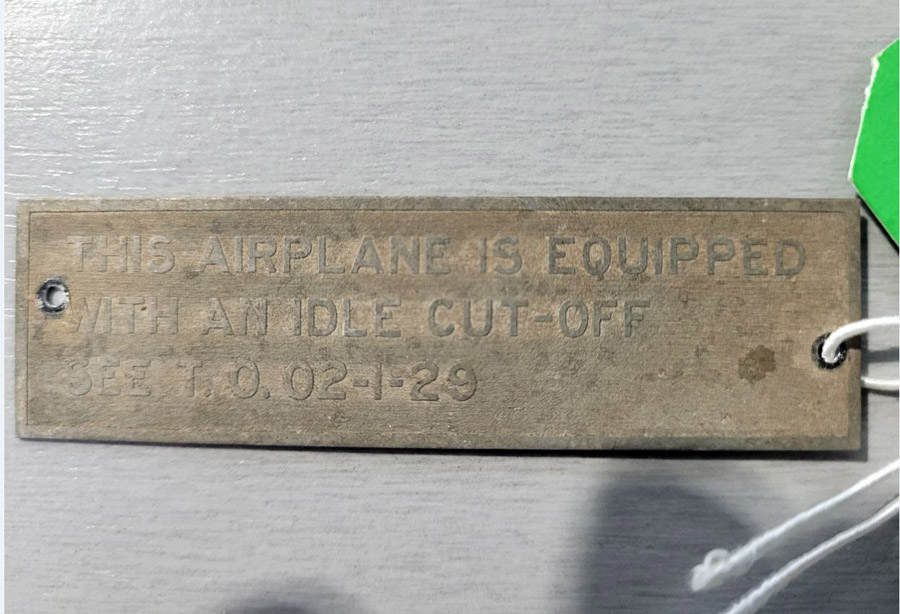 THIS AIRPLANE IS EQUIPPED
WITH AN IDLE CUT-OFF
SEE T.O. 02-1-29